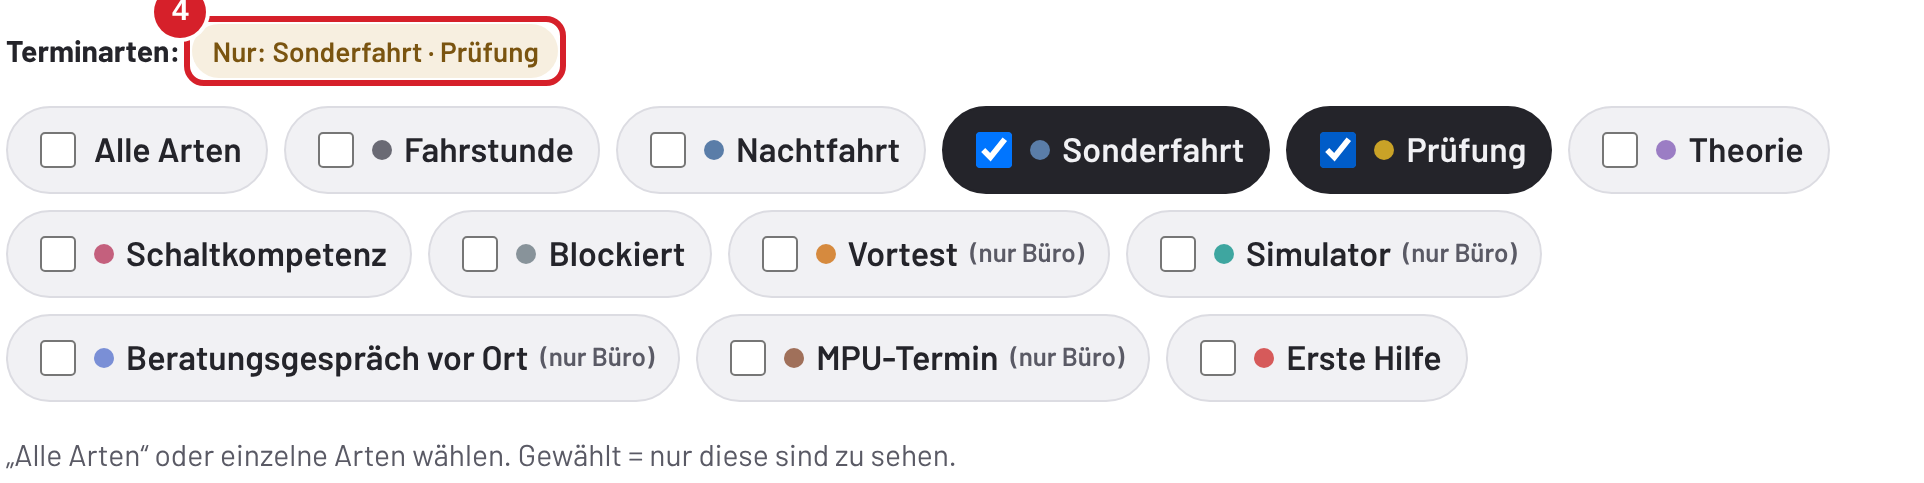 4
Terminarten: Nur: Sonderfahrt · Prüfung
Alle Arten Fahrstunde Nachtfahrt Sonderfahrt Prüfung Theorie
Schaltkompetenz Blockiert Vortest (nur Büro) Simulator (nur Büro)
Beratungsgespräch vor Ort (nur Büro) MPU-Termin (nur Büro) Erste Hilfe
„Alle Arten“ oder einzelne Arten wählen. Gewählt = nur diese sind zu sehen.